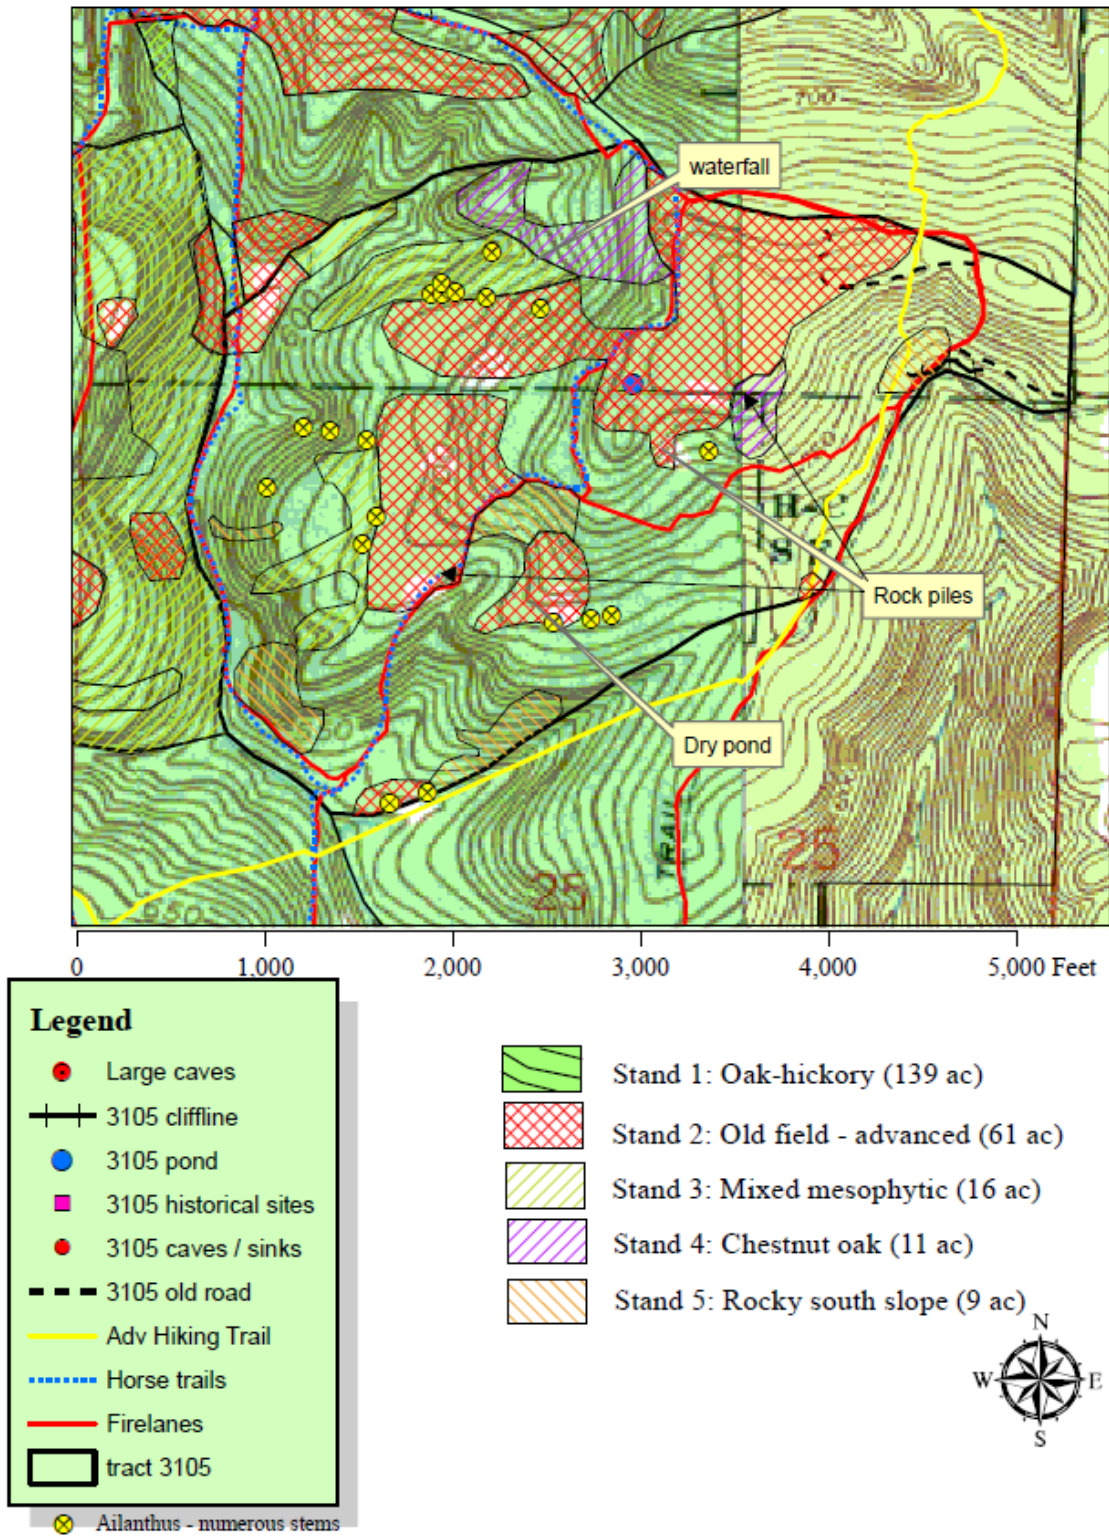 700
waterfall
Rock piles
Dry pond
TRAIL
25
25
650
0 1,000 2,000 3,000 4,000 5,000 Feet
Legend
Large caves
3105 cliffline
3105 pond
3105 historical sites
3105 caves / sinks
3105 old road
Adv Hiking Trail
Horse trails
Firelanes
tract 3105
Ailanthus - numerous stems
Stand 1: Oak-hickory (139 ac)
Stand 2: Old field - advanced (61 ac)
Stand 3: Mixed mesophytic (16 ac)
Stand 4: Chestnut oak (11 ac)
Stand 5: Rocky south slope (9 ac)
N
W E
S